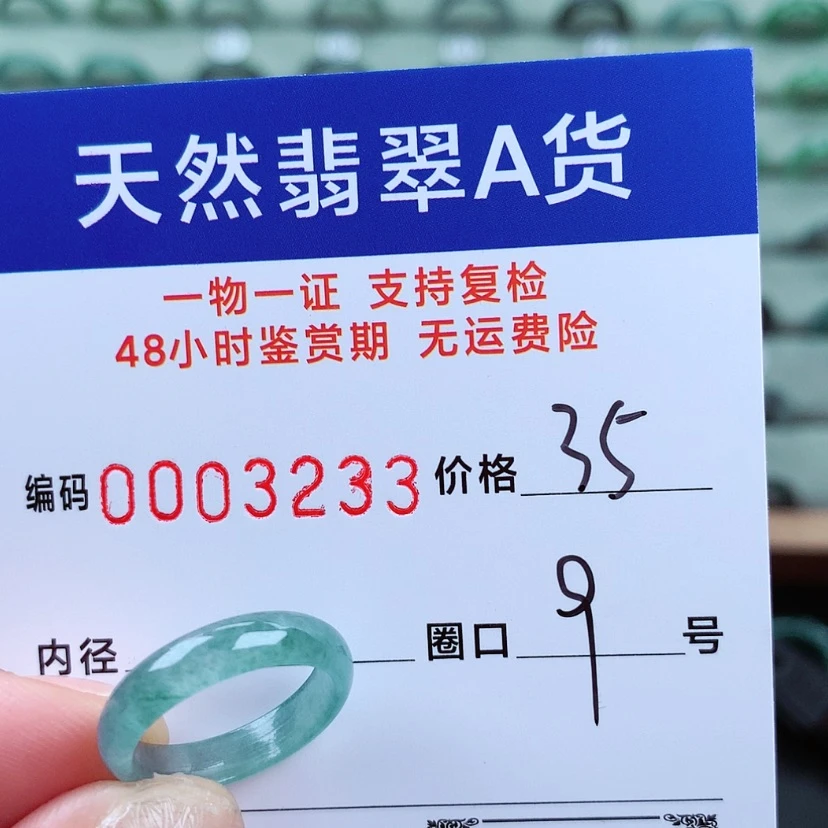 天然翡翠A货
一物一证 支持复检
48小时鉴赏期 无运费险
编码 0003233 价格 35
内径 圈口 9 号